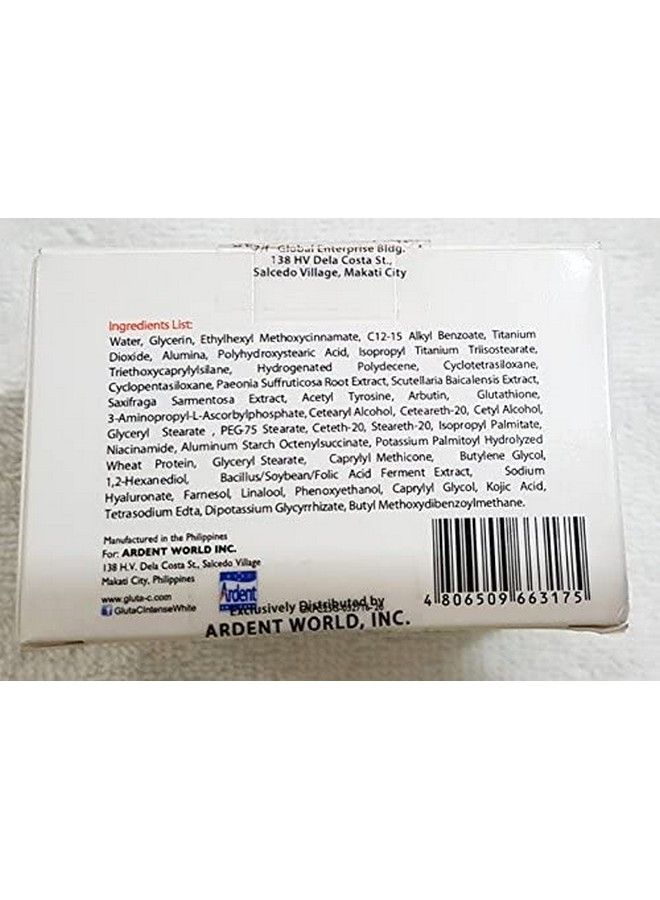 Global Enterprise Bldg.
138 HV Dela Costa St.,
Salcedo Village, Makati City
Ingredients List:
Water, Glycerin, Ethylhexyl Methoxycinnamate, C12-15 Alkyl Benzoate, Titanium
Dioxide, Alumina, Polyhydroxystearic Acid, Isopropyl Titanium Triisostearate,
Triethoxycaprylylsilane, Hydrogenated Polydecene, Cyclotetrasiloxane,
Cyclopentasiloxane, Paeonia Suffruticosa Root Extract, Scutellaria Baicalensis Extract,
Saxifraga Sarmentosa Extract, Acetyl Tyrosine, Arbutin, Glutathione,
3-Aminopropyl-L-Ascorbylphosphate, Cetearyl Alcohol, Ceteareth-20, Cetyl Alcohol,
Glyceryl Stearate , PEG-75 Stearate, Ceteth-20, Steareth-20, Isopropyl Palmitate,
Niacinamide, Aluminum Starch Octenylsuccinate, Potassium Palmitoyl Hydrolyzed
Wheat Protein, Glyceryl Stearate, Caprylyl Methicone, Butylene Glycol,
1,2-Hexanediol, Bacillus/Soybean/Folic Acid Ferment Extract, Sodium
Hyaluronate, Farnesol, Linalool, Phenoxyethanol, Caprylyl Glycol, Kojic Acid,
Tetrasodium Edta, Dipotassium Glycyrrhizate, Butyl Methoxydibenzoylmethane.
Manufactured in the Philippines
For: ARDENT WORLD INC.
138 H.V. Dela Costa St., Salcedo Village
Makati City, Philippines
www.gluta-c.com
GlutaCIntenseWhite
Ardent
Exclusively Distributed by
ARDENT WORLD, INC.
4 806509 663175